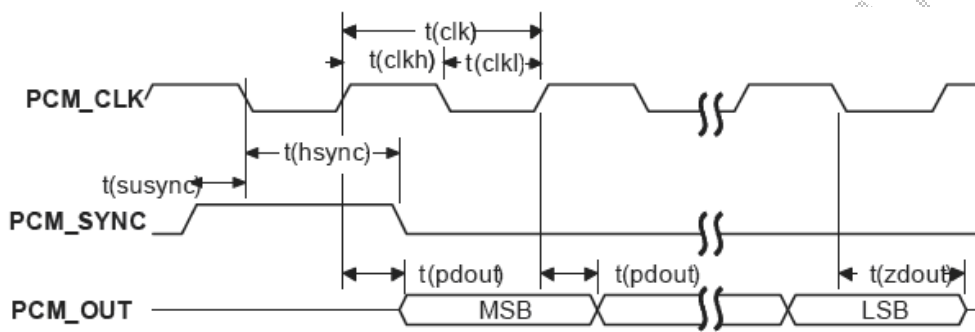 t(clk)
t(clkh)
t(clkl)
PCM_CLK
t(hsync)
t(susync)
PCM_SYNC
t(pdout)
t(pdout)
t(zdout)
PCM_OUT
MSB
LSB